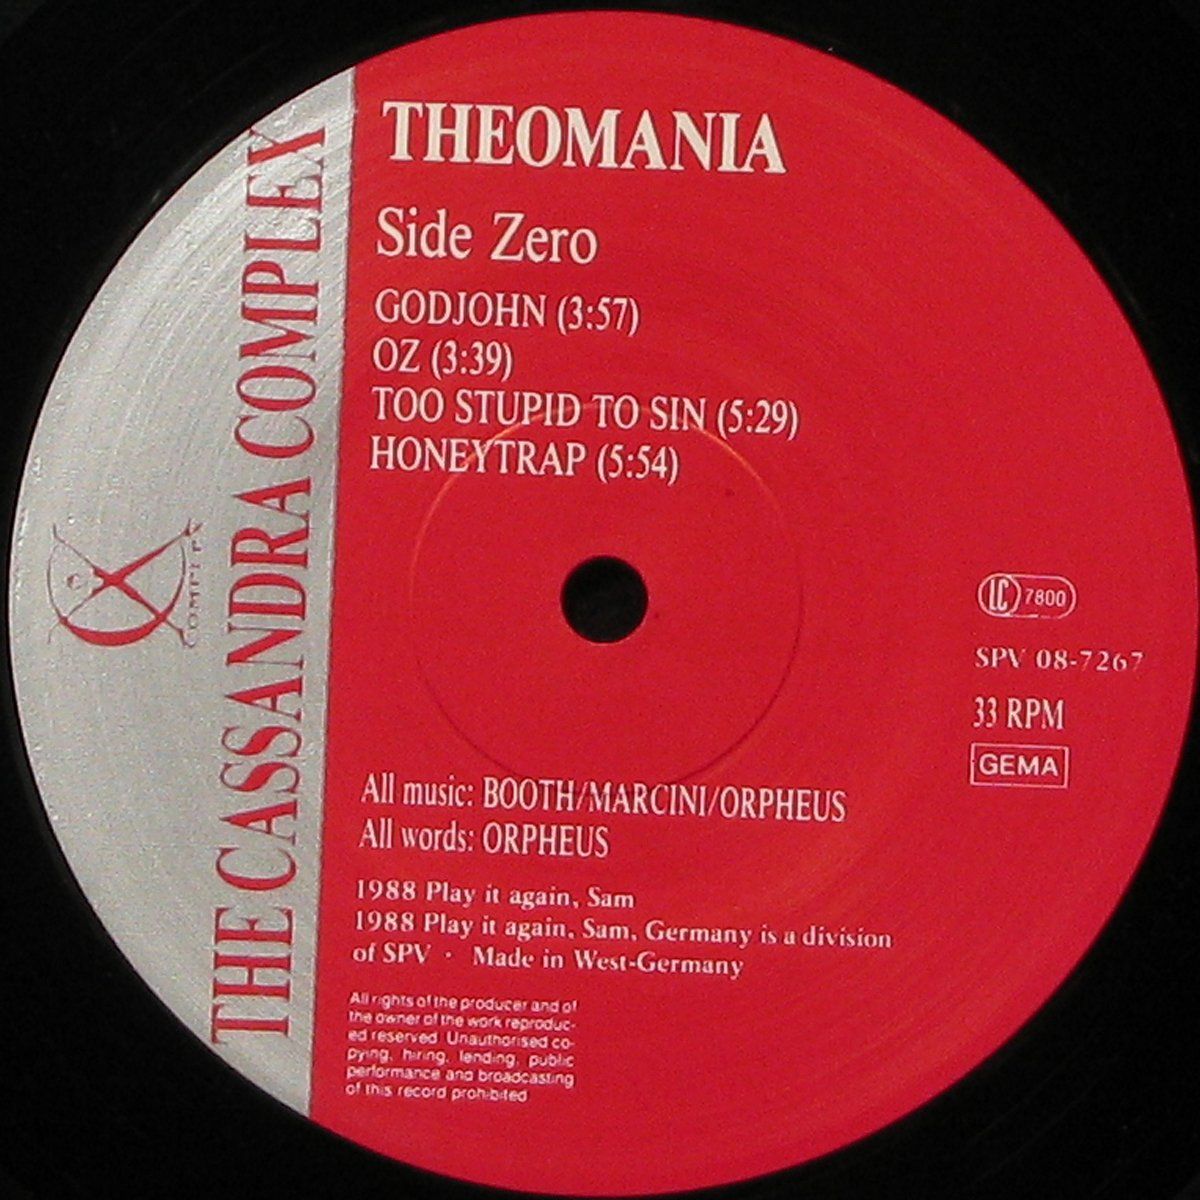 THE CASSANDRA COMPLEX
COMPLEX
THEOMANIA
Side Zero
GODJOHN (3:57)
OZ (3:39)
TOO STUPID TO SIN (5:29)
HONEYTRAP (5:54)
LC 7800
SPV 08-7267
33 RPM
GEMA
All music: BOOTH/MARCINI/ORPHEUS
All words: ORPHEUS
1988 Play it again, Sam
1988 Play it again, Sam, Germany is a division
of SPV · Made in West-Germany
All rights of the producer and of
the owner of the work reproduc-
ed reserved. Unauthorised co-
pying, hiring, lending, public
performance and broadcasting
of this record prohibited